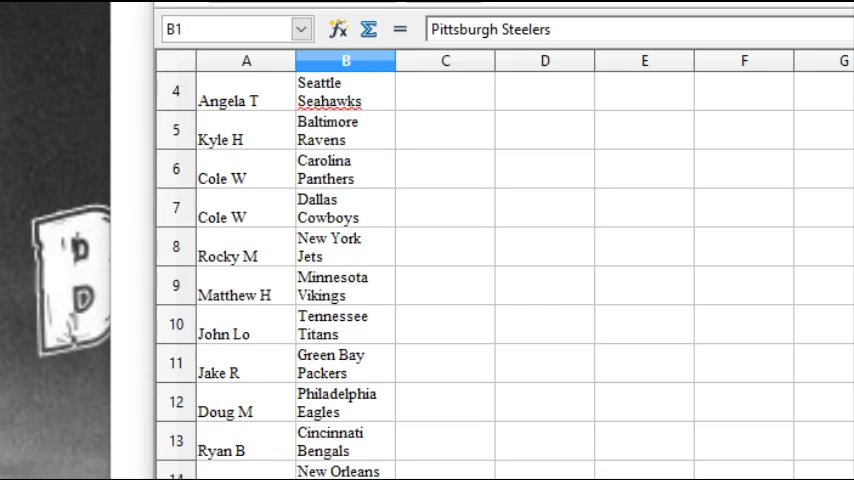 B1 fx Σ = Pittsburgh Steelers
A B C D E F G
4 Angela T Seattle Seahawks
5 Kyle H Baltimore Ravens
6 Cole W Carolina Panthers
7 Cole W Dallas Cowboys
8 Rocky M New York Jets
9 Matthew H Minnesota Vikings
10 John Lo Tennessee Titans
11 Jake R Green Bay Packers
12 Doug M Philadelphia Eagles
13 Ryan B Cincinnati Bengals
14 New Orleans
B